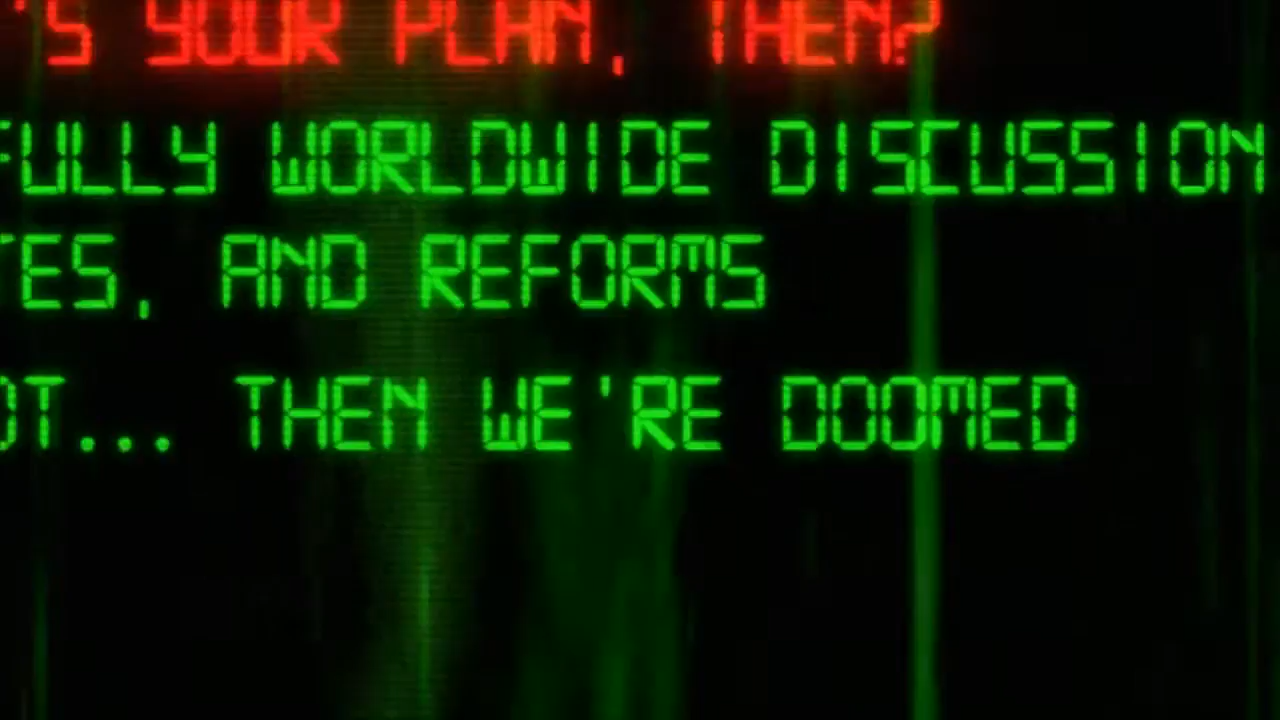 'S YOUR PLAN, THEN?
FULLY WORLDWIDE DISCUSSION
TES, AND REFORMS
OT... THEN WE'RE DOOMED